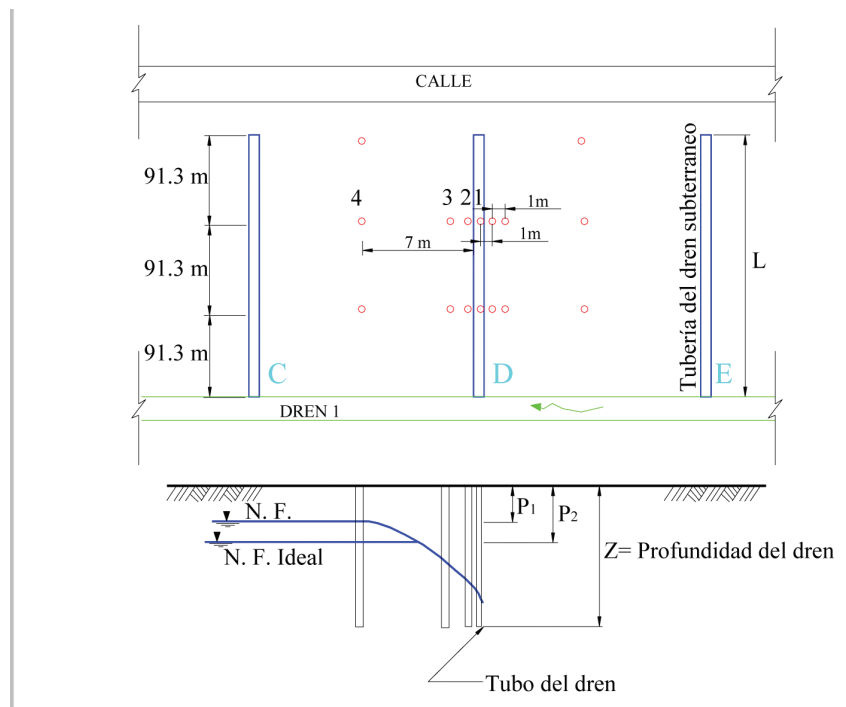 CALLE
91.3 m
91.3 m
91.3 m
4
3
2
1
1m
7 m
1m
Tubería del dren subterraneo
L
C
D
E
DREN 1
N. F.
N. F. Ideal
P1
P2
Z= Profundidad del dren
Tubo del dren